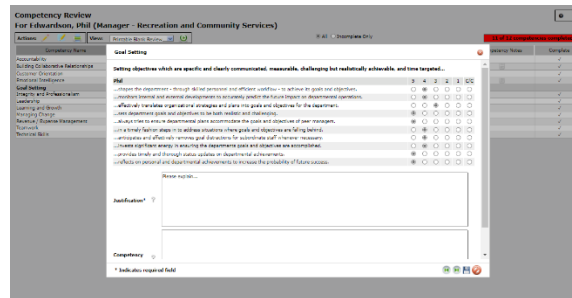 Competency Review
For Edwardson, Phil (Manager - Recreation and Community Services)
Actions View: Narrative Blank Review
All Incomplete Only
Competency Name
Competency Notes
Complete
Accountability
Building Collaborative Relationships
Customer Orientation
Emotional Intelligence
Goal Setting
Integrity and Professionalism
Leadership
Learning and Growth
Managing Change
Revenue / Expense Management
Teamwork
Technical Skills
Goal Setting
Setting objectives which are specific and clearly communicated, measurable, challenging but realistically achievable, and time targeted...
Phil 5 4 3 2 1 C/C
...shapes the department - through skilled personnel and efficient workflow - to achieve its goals and objectives.
...monitors internal and external developments to accurately predict the future impact on departmental operations.
...effectively translates organizational strategies and plans into goals and objectives for the department.
...sets department goals and objectives to be both realistic and challenging.
...always tries to ensure departmental plans accommodate the goals and objectives of peer managers.
...in a timely fashion steps in to address situations where goals and objectives are falling behind.
...anticipates and effectively removes goal distractions for subordinate staff whenever necessary.
...invests significant energy in ensuring the departments goals and objectives are accomplished.
...provides timely and thorough status updates on departmental achievements.
...reflects on personal and departmental achievements to increase the probability of future success.
Please explain...
Justification*
Competency
* Indicates required field